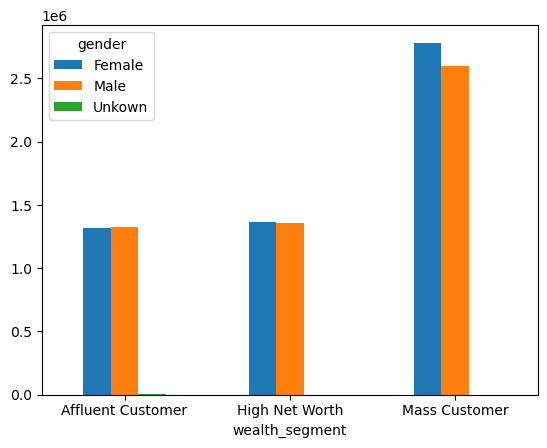 1e6
gender
Female
Male
Unkown
2.5
2.0
1.5
1.0
0.5
0.0
Affluent Customer High Net Worth Mass Customer
wealth_segment